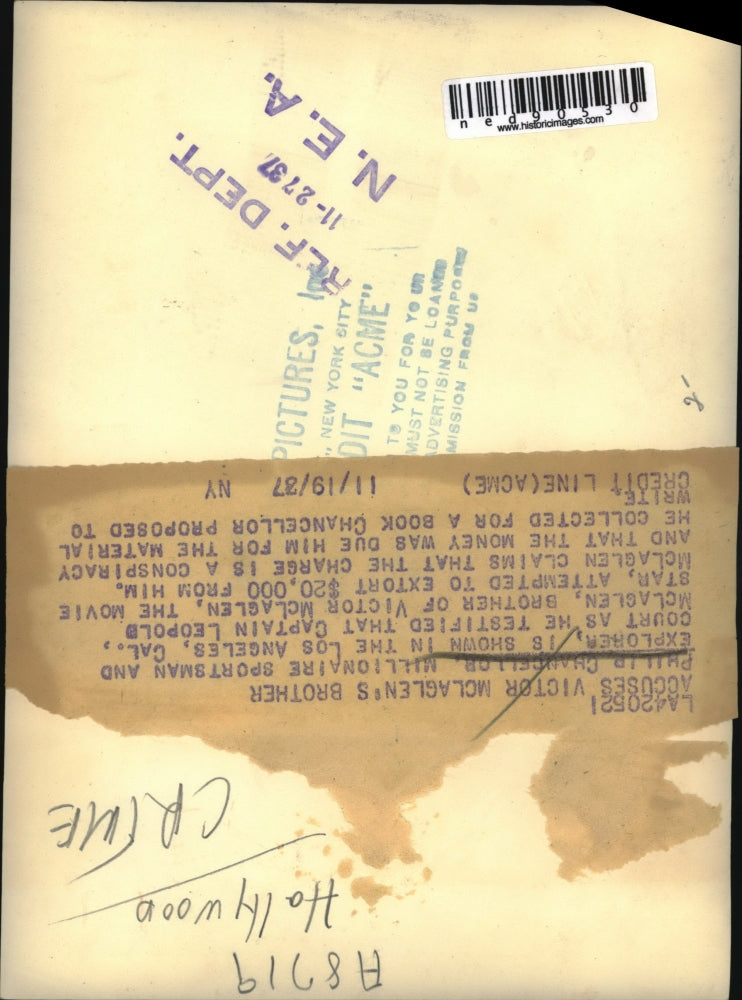 ned90530
www.historicimages.com
REF. DEPT.
11-27 37
N. E. A.
PICTURES, I
NEW YORK CITY
DIT "ACME"
TO YOU FOR YO UR
MUST NOT BE LOANED
ADVERTISING PURPOSES
MISSION FROM US
LA420521
ACCUSES VICTOR MCLAGLEN'S BROTHER
PHILIP CHANCELLOR, MILLIONAIRE SPORTSMAN AND
EXPLORER, IS SHOWN IN THE LOS ANGELES, CAL.,
COURT AS HE TESTIFIED THAT CAPTAIN LEOPOLD
MCLAGLEN, BROTHER OF VICTOR MCLAGLEN, THE MOVIE
STAR, ATTEMPTED TO EXTORT $20,000 FROM HIM.
MCLAGLEN CLAIMS THAT THE CHARGE IS A CONSPIRACY
AND THAT THE MONEY WAS DUE HIM FOR THE MATERIAL
HE COLLECTED FOR A BOOK CHANCELLOR PROPOSED TO
WRITE
CREDIT LINE(ACME) 11/19/37 NY
CRIME
Hollywood
A8719